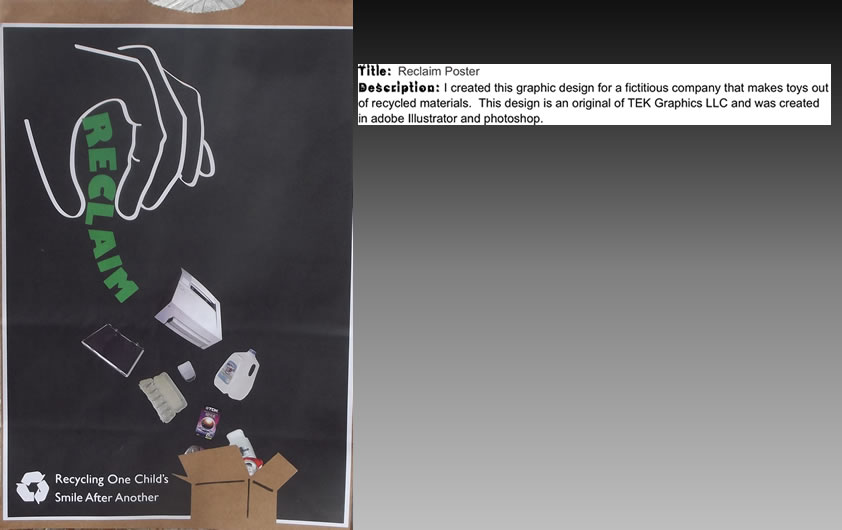 RECLAIM
TDK
Recycling One Child's
Smile After Another
Title: Reclaim Poster
Description: I created this graphic design for a fictitious company that makes toys out
of recycled materials.  This design is an original of TEK Graphics LLC and was created
in adobe Illustrator and photoshop.